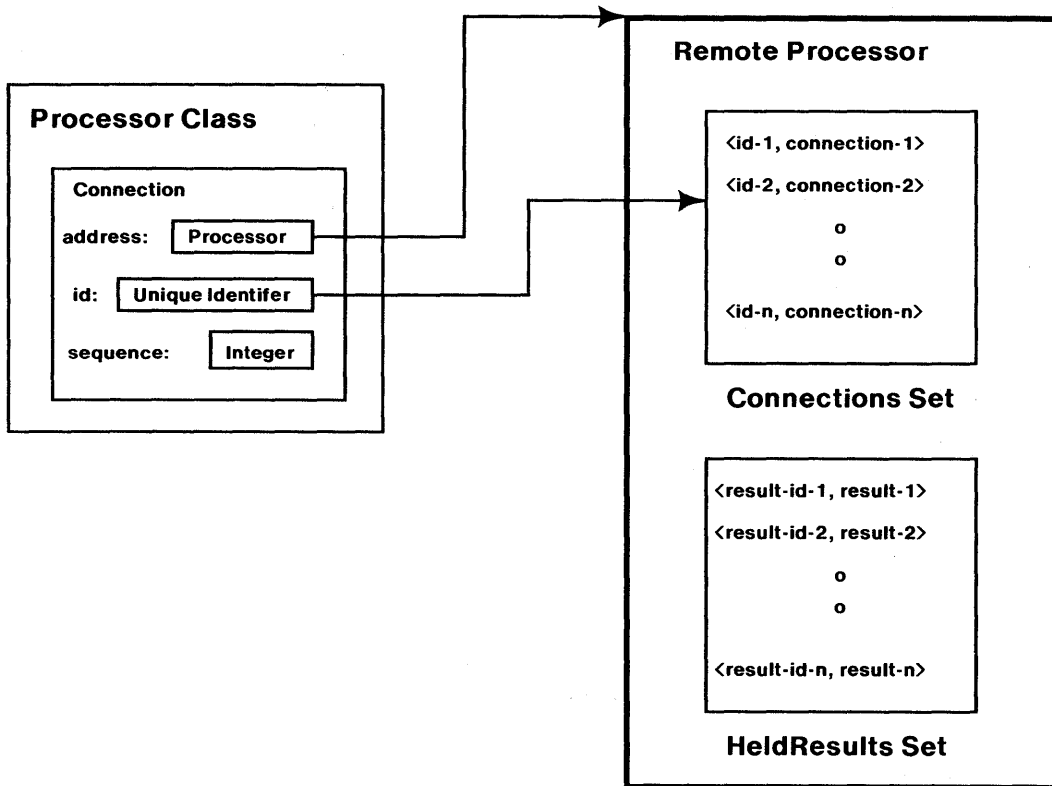 Processor Class
Connection
address: Processor
id: Unique Identifer
sequence: Integer
Remote Processor
<id-1, connection-1>
<id-2, connection-2>
o
o
<id-n, connection-n>
Connections Set
<result-id-1, result-1>
<result-id-2, result-2>
o
o
<result-id-n, result-n>
HeldResults Set